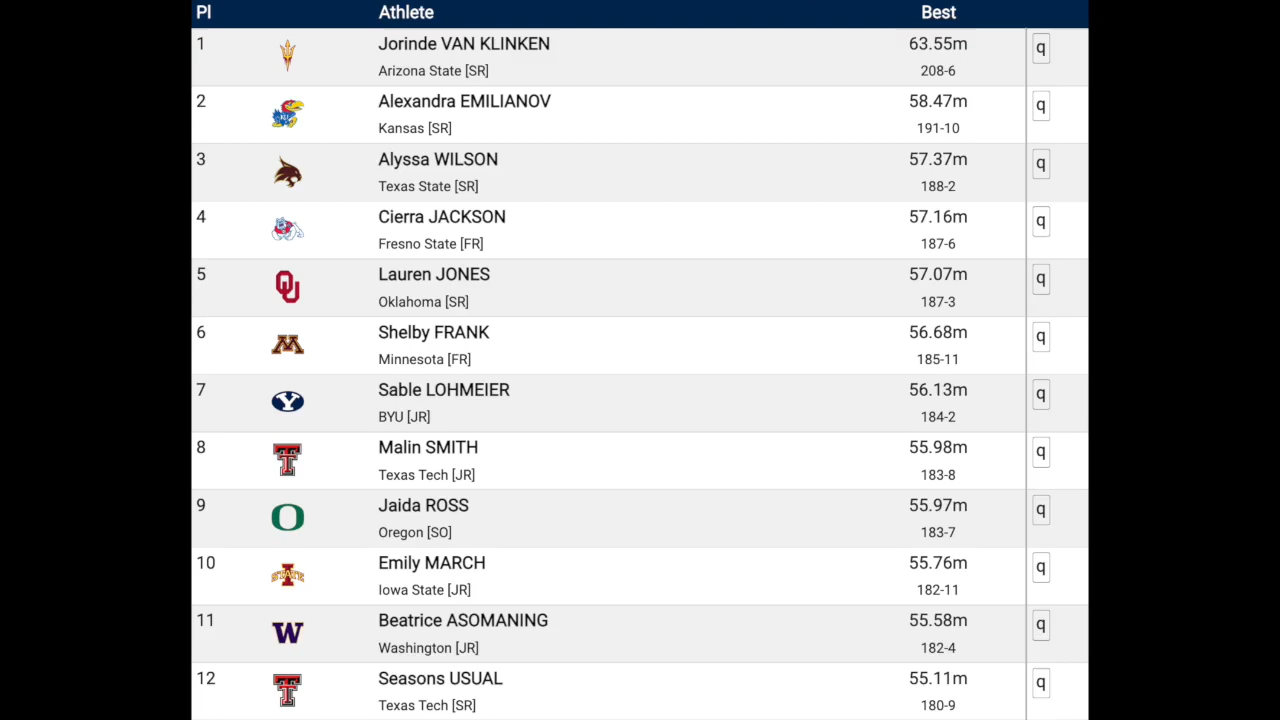 Pl Athlete Best
1 Jorinde VAN KLINKEN 63.55m q
Arizona State [SR] 208-6
2 Alexandra EMILIANOV 58.47m q
KU
Kansas [SR] 191-10
3 Alyssa WILSON 57.37m q
Texas State [SR] 188-2
4 Cierra JACKSON 57.16m q
Fresno State [FR] 187-6
5 Lauren JONES 57.07m q
OU
Oklahoma [SR] 187-3
6 Shelby FRANK 56.68m q
M
Minnesota [FR] 185-11
7 Sable LOHMEIER 56.13m q
Y
BYU [JR] 184-2
8 Malin SMITH 55.98m q
T
Texas Tech [JR] 183-8
9 Jaida ROSS 55.97m q
O
Oregon [SO] 183-7
10 Emily MARCH 55.76m q
I STATE
Iowa State [JR] 182-11
11 Beatrice ASOMANING 55.58m q
W
Washington [JR] 182-4
12 Seasons USUAL 55.11m q
T
Texas Tech [SR] 180-9